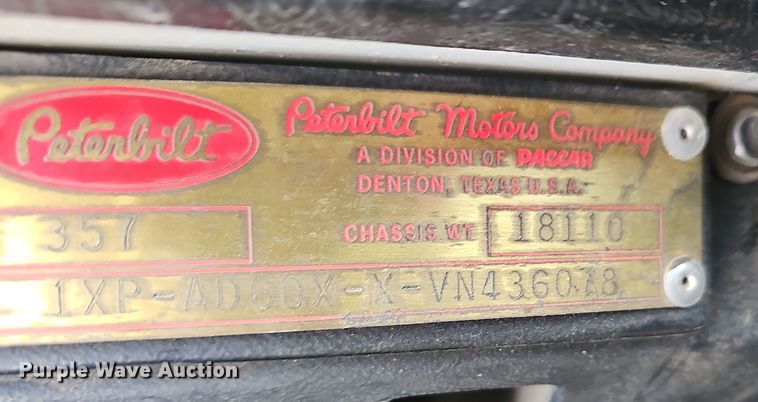 Peterbilt
Peterbilt Motors Company
A DIVISION OF PACCAR
DENTON, TEXAS U.S.A.
357
CHASSIS WT 18110
1XP-AD60X-X-VN436078
Purple Wave Auction